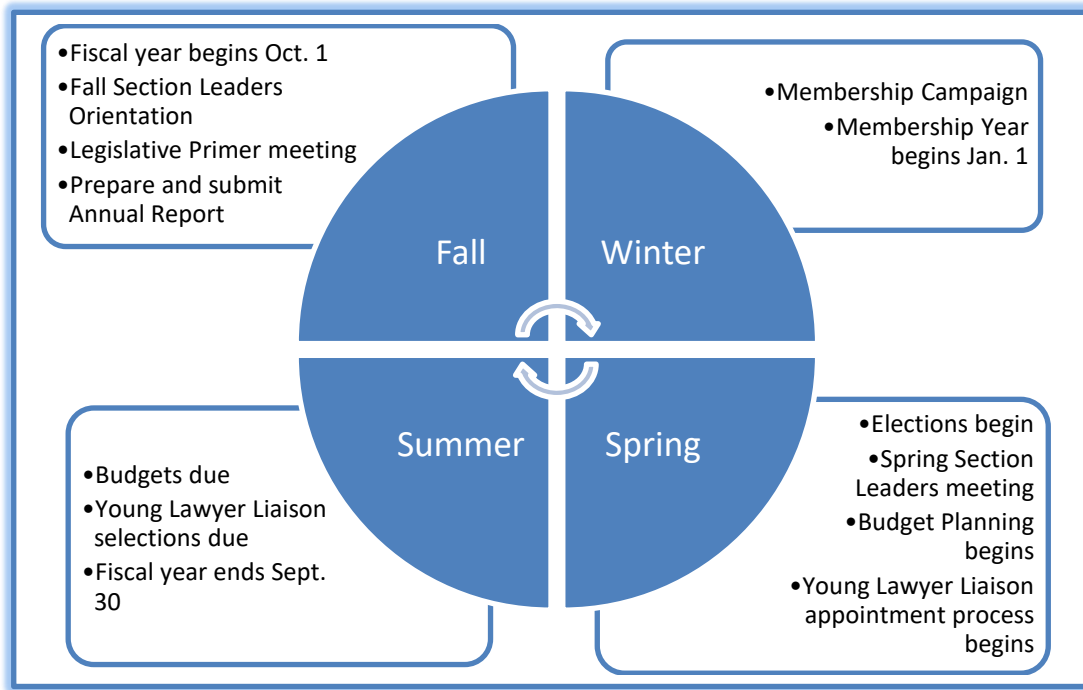 •Fiscal year begins Oct. 1
•Fall Section Leaders
Orientation
•Legislative Primer meeting
•Prepare and submit
Annual Report
•Membership Campaign
•Membership Year
begins Jan. 1
Fall
Winter
Summer
Spring
•Budgets due
•Young Lawyer Liaison
selections due
•Fiscal year ends Sept.
30
•Elections begin
•Spring Section
Leaders meeting
•Budget Planning
begins
•Young Lawyer Liaison
appointment process
begins